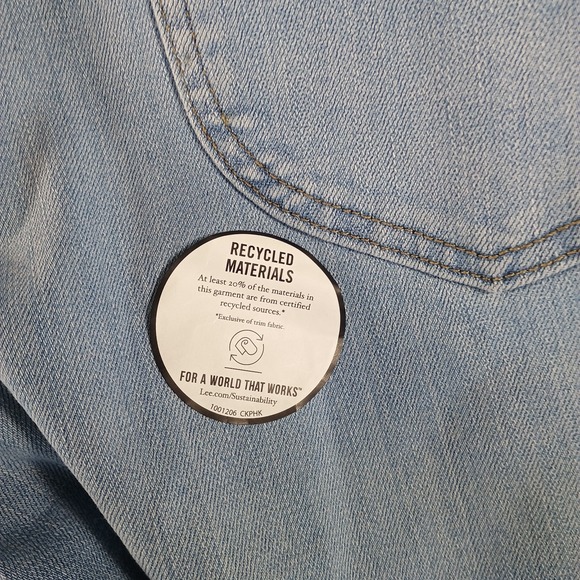 RECYCLED
MATERIALS
At least 20% of the materials in
this garment are from certified
recycled sources.*
*Exclusive of trim fabric.
FOR A WORLD THAT WORKS™
Lee.com/Sustainability
1001206 CKPHK